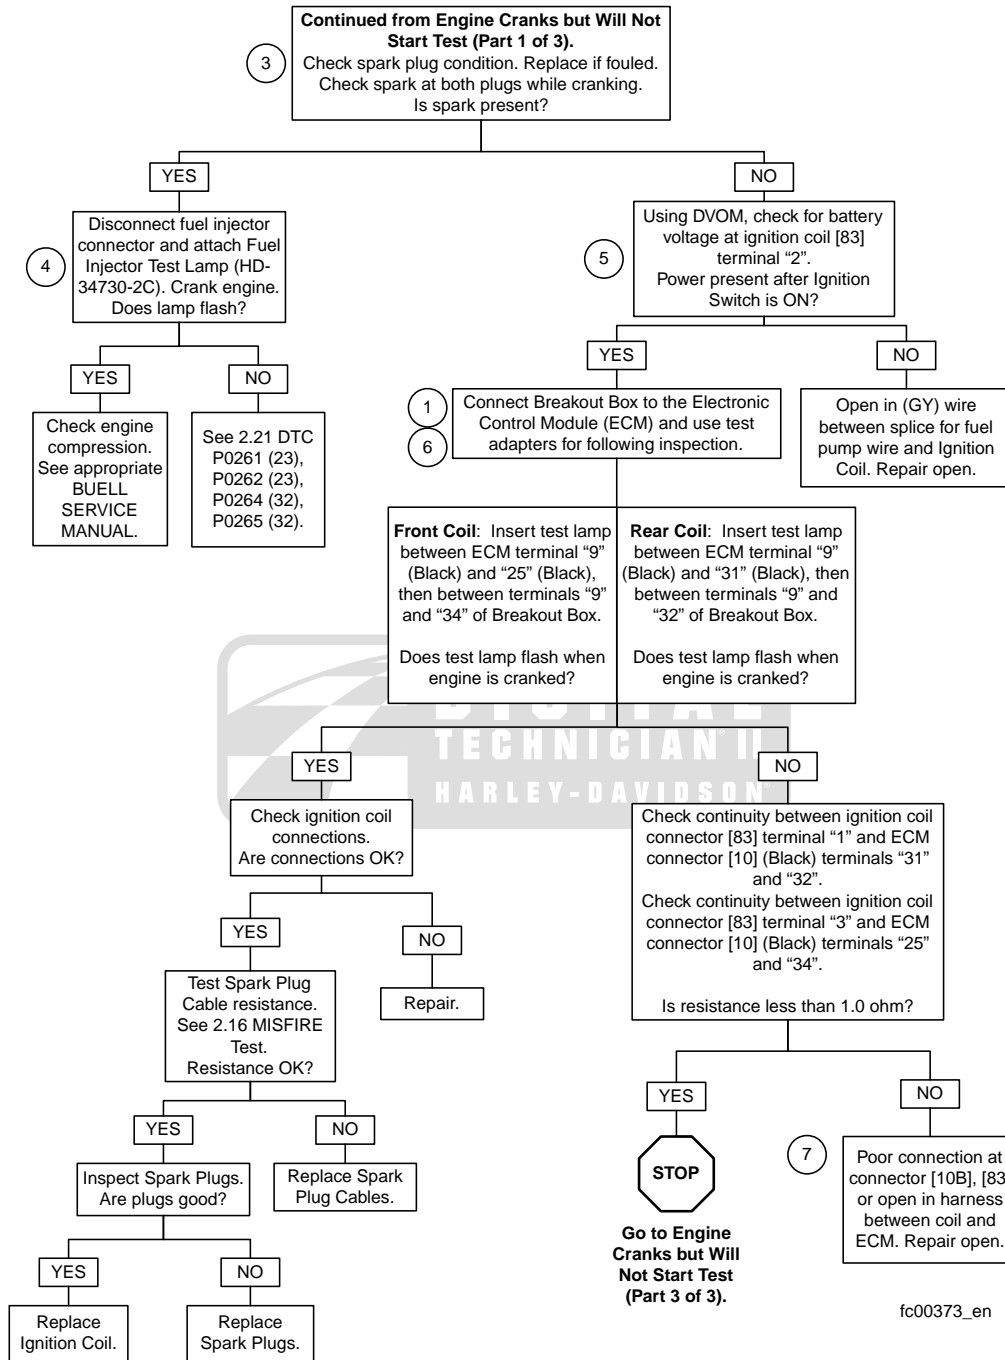 Continued from Engine Cranks but Will Not
Start Test (Part 1 of 3).
3
Check spark plug condition. Replace if fouled.
Check spark at both plugs while cranking.
Is spark present?
YES
NO
4
Disconnect fuel injector
connector and attach Fuel
Injector Test Lamp (HD-
34730-2C). Crank engine.
Does lamp flash?
5
Using DVOM, check for battery
voltage at ignition coil [83]
terminal “2”.
Power present after Ignition
Switch is ON?
YES
NO
YES
NO
Check engine
compression.
See appropriate
BUELL
SERVICE
MANUAL.
See 2.21 DTC
P0261 (23),
P0262 (23),
P0264 (32),
P0265 (32).
1
6
Connect Breakout Box to the Electronic
Control Module (ECM) and use test
adapters for following inspection.
Open in (GY) wire
between splice for fuel
pump wire and Ignition
Coil. Repair open.
Front Coil: Insert test lamp
between ECM terminal “9”
(Black) and “25” (Black),
then between terminals “9”
and “34” of Breakout Box.
Does test lamp flash when
engine is cranked?
Rear Coil: Insert test lamp
between ECM terminal “9”
(Black) and “31” (Black), then
between terminals “9” and
“32” of Breakout Box.
Does test lamp flash when
engine is cranked?
TECHNICIAN II
HARLEY-DAVIDSON
YES
NO
Check ignition coil
connections.
Are connections OK?
Check continuity between ignition coil
connector [83] terminal “1” and ECM
connector [10] (Black) terminals “31”
and “32”.
Check continuity between ignition coil
connector [83] terminal “3” and ECM
connector [10] (Black) terminals “25”
and “34”.
Is resistance less than 1.0 ohm?
YES
NO
Test Spark Plug
Cable resistance.
See 2.16 MISFIRE
Test.
Resistance OK?
Repair.
YES
NO
YES
NO
Inspect Spark Plugs.
Are plugs good?
Replace Spark
Plug Cables.
STOP
Go to Engine
Cranks but Will
Not Start Test
(Part 3 of 3).
7
Poor connection at
connector [10B], [83
or open in harness
between coil and
ECM. Repair open.
YES
NO
Replace
Ignition Coil.
Replace
Spark Plugs.
fc00373_en